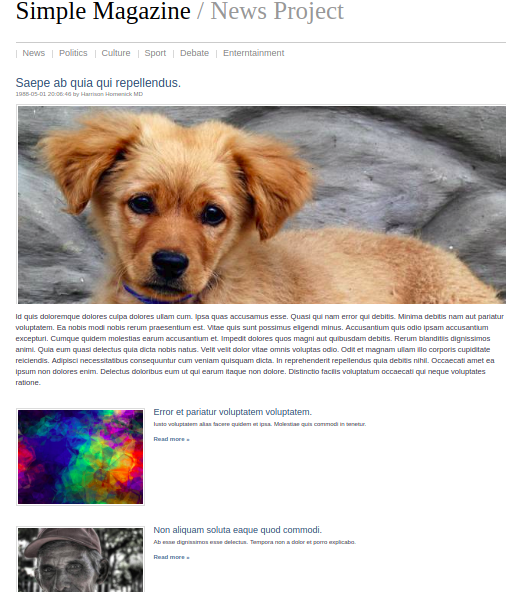 Simple Magazine / News Project
| News | Politics | Culture | Sport | Debate | Enterntainment
Saepe ab quia qui repellendus.
1988-05-01 20:06:48 by Harrison Homenick MD
Id quis doloremque dolores culpa dolores ullam cum. Ipsa quas accusamus esse. Quasi qui nam error qui debitis. Minima debitis nam aut pariatur
voluptatem. Ea nobis modi nobis rerum praesentium est. Vitae quis sunt possimus eligendi minus. Accusantium quis odio ipsam accusantium
excepturi. Cumque quidem molestias earum accusantium et. Impedit dolores quos magni aut quibusdam debitis. Rerum blanditiis dignissimos
animi. Quia eum quasi delectus quia dicta nobis natus. Velit velit dolor vitae omnis voluptas odio. Odit et magnam ullam illo corporis cupiditate
reiciendis. Adipisci necessitatibus consequuntur cum veniam quisquam dicta. In reprehenderit repellendus quia debitis nihil. Occaecati amet ea
ipsum non dolores enim. Delectus doloribus eum ut qui earum itaque non dolore. Distinctio facilis voluptatum occaecati qui neque voluptates
ratione.
Error et pariatur voluptatem voluptatem.
Iusto voluptatem alias facere quidem et ipsa. Molestiae quis commodi in tenetur.
Read more »
Non aliquam soluta eaque quod commodi.
Ab esse dignissimos esse delectus. Tempora non a dolor et porro explicabo.
Read more »